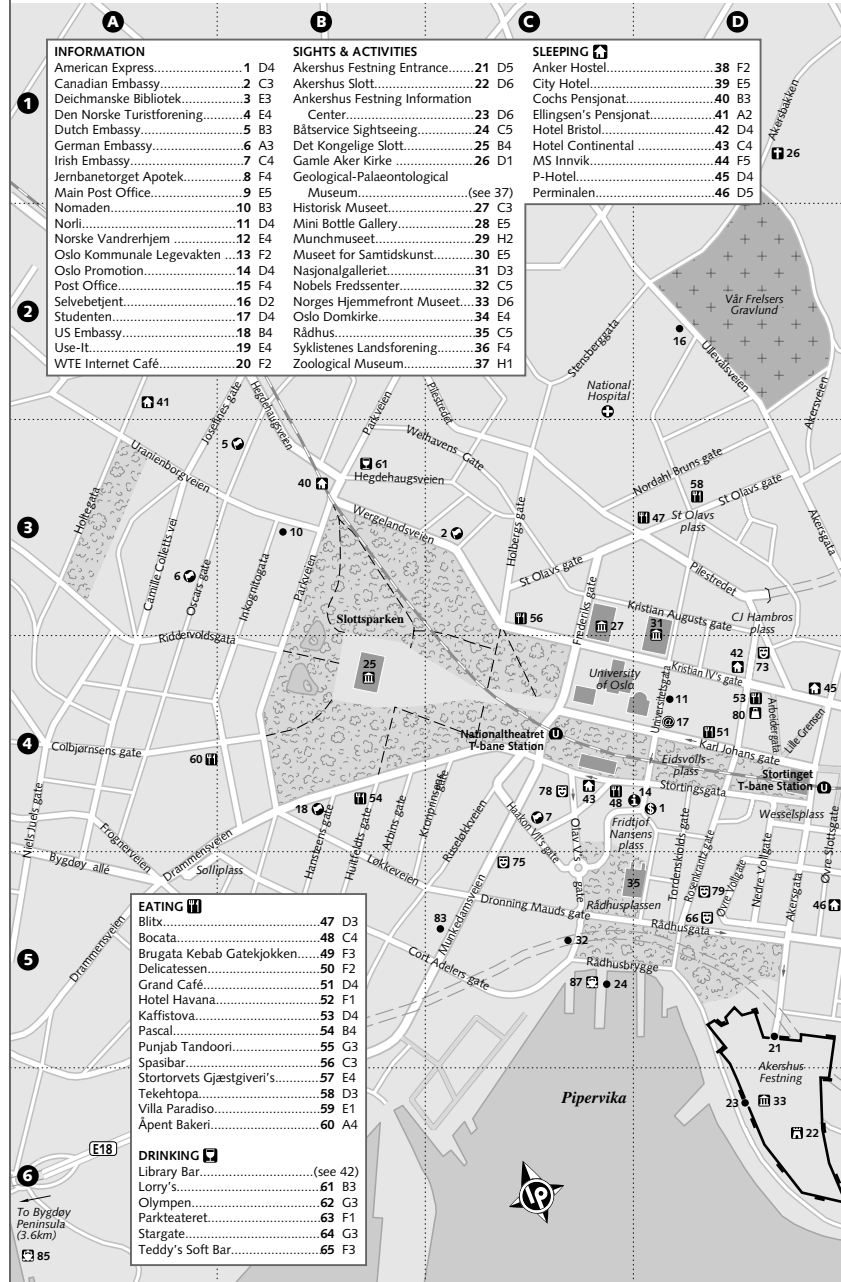 A B C D
1
2
3
4
5
6
INFORMATION
American Express 1 D4
Canadian Embassy 2 C3
Deichmanske Bibliotek 3 E3
Den Norske Turistforening 4 E4
Dutch Embassy 5 B3
German Embassy 6 A3
Irish Embassy 7 C4
Jernbanetorget Apotek 8 F4
Main Post Office 9 E5
Nomaden 10 B3
Norli 11 D4
Norske Vandrerhjem 12 E4
Oslo Kommunale Legevakten 13 F2
Oslo Promotion 14 D4
Post Office 15 F4
Selvebetjent 16 D2
Studenten 17 D4
US Embassy 18 B4
Use-It 19 E4
WTE Internet Café 20 F2
SIGHTS & ACTIVITIES
Akershus Festning Entrance 21 D5
Akershus Slott 22 D6
Ankershus Festning Information
Center 23 D6
Båtservice Sightseeing 24 C5
Det Kongelige Slott 25 B4
Gamle Aker Kirke 26 D1
Geological-Palaeontological
Museum (see 37)
Historisk Museet 27 C3
Mini Bottle Gallery 28 E5
Munchmuseet 29 H2
Museet for Samtidskunst 30 E5
Nasjonalgalleriet 31 D3
Nobels Fredssenter 32 C5
Norges Hjemmefront Museet 33 D6
Oslo Domkirke 34 E4
Rådhus 35 C5
Syklistenes Landsforening 36 F4
Zoological Museum 37 H1
SLEEPING
Anker Hostel 38 F2
City Hotel 39 E5
Cochs Pensjonat 40 B3
Ellingsen's Pensjonat 41 A2
Hotel Bristol 42 D4
Hotel Continental 43 C4
MS Innvik 44 F5
P-Hotel 45 D4
Perminalen 46 D5
Akersbakken
26
Vår Frelsers
Gravlund
16
Ullevålsveien
Stensberggata
National
Hospital
Akersveien
41
Josefines gate
Hegdehaugsveien
Parkveien
Pilestredet
Welhavens Gate
5
61
Hegdehaugsveien
Uranienborgveien
40
Nordahl Bruns gate
58
St Olavs gate
47
St Olavs
plass
Holtegata
Camille Colletts vei
Oscars gate
Inkognitogata
Parkveien
10
6
Wergelandsveien
2
Holbergs gate
St Olavs gate
Akersgata
Pilestredet
Slottsparken
56
Frederiks gate
27
Kristian Augusts gate
31
CJ Hambros
plass
42
73
Riddervoldsgata
25
University
of Oslo
Universitetsgata
Kristian IV's gate
11
17
53
80
Arbeidergata
45
Lille Grensen
51
Karl Johans gate
Nationaltheatret
T-bane Station
Eidsvolls-
plass
Stortinget
T-bane Station
Colbjørnsens gate
60
Stortingsgata
Wesselsplass
Niels Juels gate
Frognerveien
Drammensveien
Bygdøy allé
Solliplass
18
54
Hansteens gate
Huitfeldts gate
Arbins gate
Kronprinsens gate
Løkkeveien
Ruseløkkveien
78
43
48
14
1
7
Haakon VII's gate
Olav V's gate
Fridtjof
Nansens
plass
Tordenskiolds gate
Rosenkrantz gate
Øvre Vollgate
Nedre Vollgate
Akersgata
Øvre Slottsgate
75
35
79
66
46
Rådhusplassen
Rådhusgata
Drammensveien
Munkedamsveien
83
Dronning Mauds gate
32
Cort Adelers gate
Rådhusbrygge
87
24
EATING
Blitx 47 D3
Bocata 48 C4
Brugata Kebab Gatekjokken 49 F3
Delicatessen 50 F2
Grand Café 51 D4
Hotel Havana 52 F1
Kaffistova 53 D4
Pascal 54 B4
Punjab Tandoori 55 G3
Spasibar 56 C3
Stortorvets Gjæstgiveri's 57 E4
Tekehtopa 58 D3
Villa Paradiso 59 E1
Åpent Bakeri 60 A4
DRINKING
Library Bar (see 42)
Lorry's 61 B3
Olympen 62 G3
Parkteateret 63 F1
Stargate 64 G3
Teddy's Soft Bar 65 F3
21
Akershus
Festning
Pipervika
23
33
22
E18
To Bygdøy
Peninsula
(3.6km)
85
LP